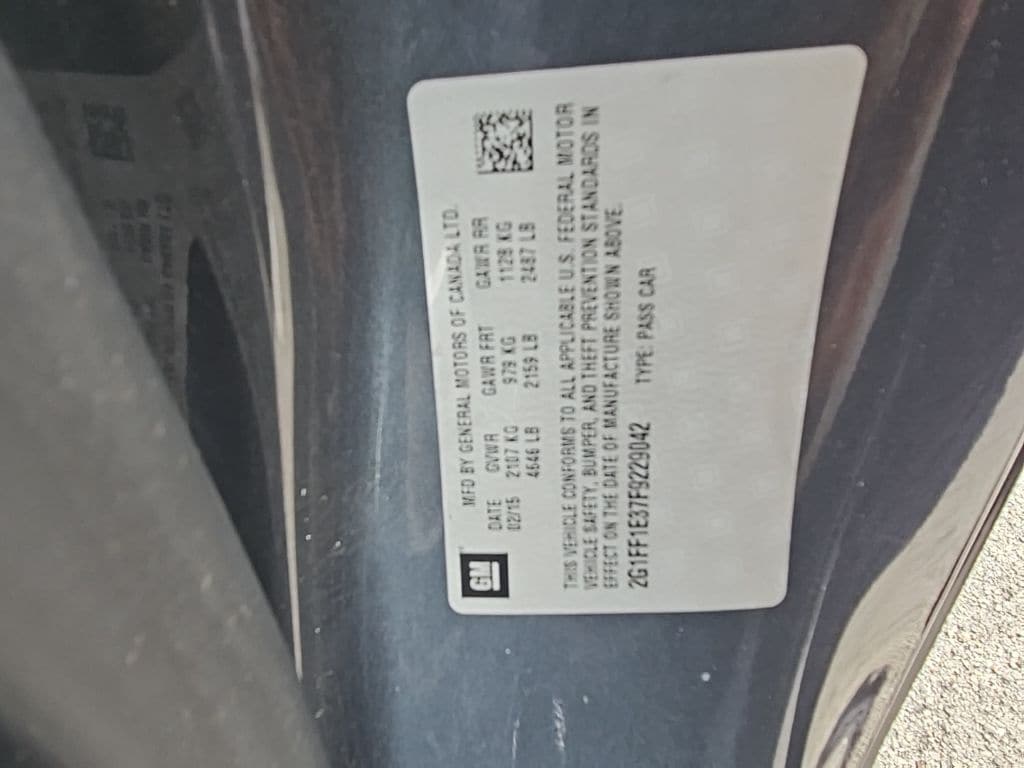 GM
MFD BY GENERAL MOTORS OF CANADA LTD.
DATE GVWR GAWR FRT GAWR RR
02/15 2107 KG 979 KG 1128 KG
4646 LB 2159 LB 2487 LB
THIS VEHICLE CONFORMS TO ALL APPLICABLE U.S. FEDERAL MOTOR
VEHICLE SAFETY, BUMPER, AND THEFT PREVENTION STANDARDS IN
EFFECT ON THE DATE OF MANUFACTURE SHOWN ABOVE.
2G1FF1E37F9229042 TYPE: PASS CAR